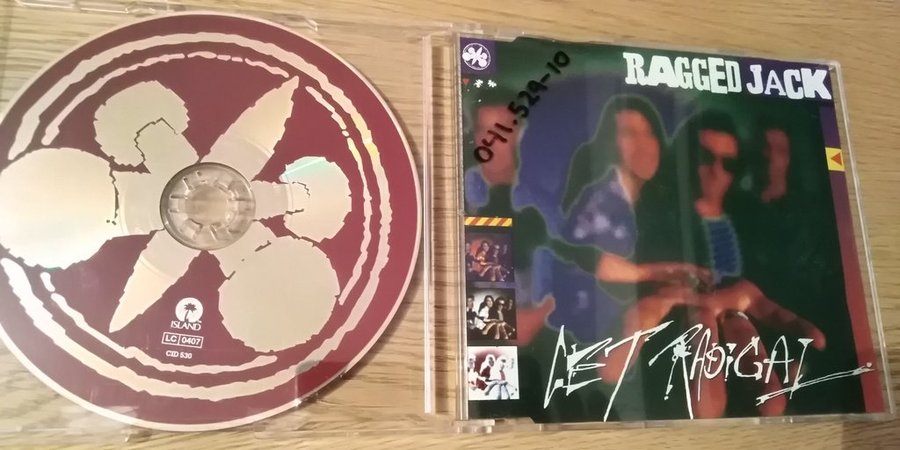 ISLAND
LC 0407
CID 530
RAGGED JACK
041.529-10
GET RADICAL